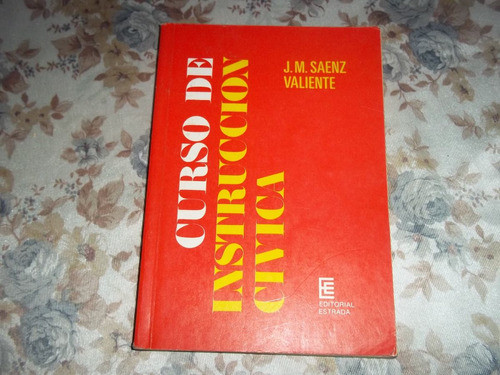 J. M. SAENZ
VALIENTE
CURSO DE
INSTRUCCION
CIVICA
EDITORIAL
ESTRADA